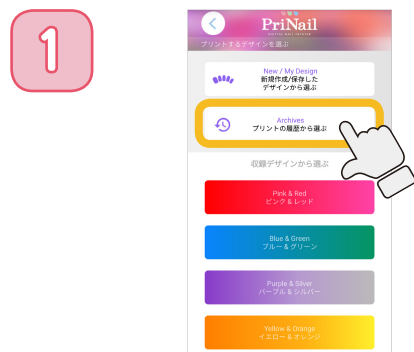 1
PriNail
DIGITAL NAIL PRINTER
プリントするデザインを選ぶ
New / My Design
新規作成/保存した
デザインから選ぶ
Archives
プリントの履歴から選ぶ
収録デザインから選ぶ
Pink & Red
ピンク & レッド
Blue & Green
ブルー & グリーン
Purple & Silver
パープル & シルバー
Yellow & Orange
イエロー & オレンジ